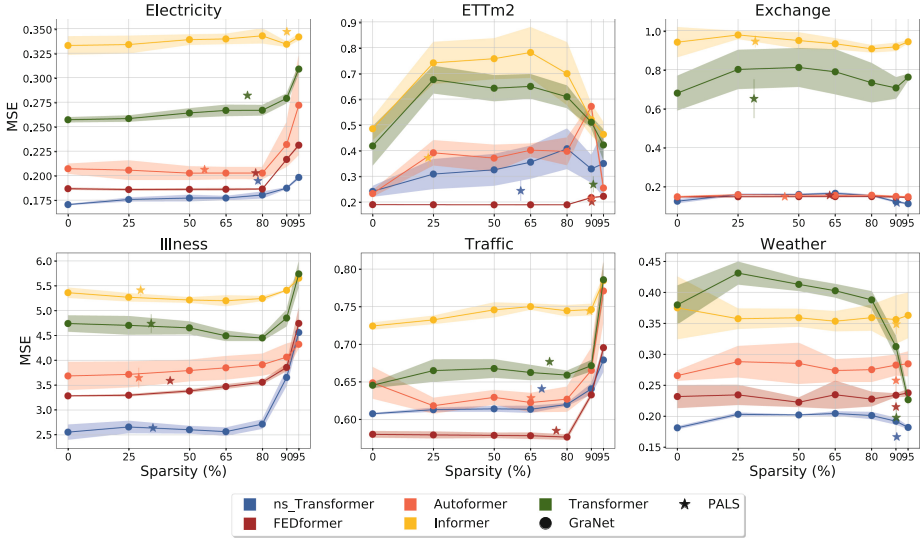 Electricity
ETTm2
Exchange
MSE
0.350
0.325
0.300
0.275
0.250
0.225
0.200
0.175
0.9
0.8
0.7
0.6
0.5
0.4
0.3
0.2
1.0
0.8
0.6
0.4
0.2
0 25 50 65 80 9095
0 25 50 65 80 9095
0 25 50 65 80 9095
Illness
Traffic
Weather
MSE
6.0
5.5
5.0
4.5
4.0
3.5
3.0
2.5
0.80
0.75
0.70
0.65
0.60
0.45
0.40
0.35
0.30
0.25
0.20
0.15
0 25 50 65 80 9095
0 25 50 65 80 9095
0 25 50 65 80 9095
Sparsity (%)
Sparsity (%)
Sparsity (%)
ns_Transformer Autoformer Transformer PALS
FEDformer Informer GraNet